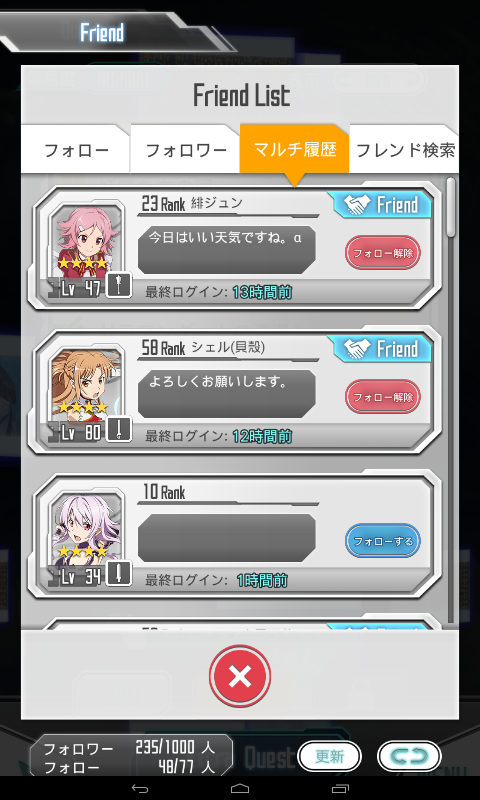 Friend
Friend List
フォロー
フォロワー
マルチ履歴
フレンド検索
23 Rank 緋ジュン
Friend
今日はいい天気ですね。α
フォロー解除
Lv 47
最終ログイン: 13時間前
58 Rank シェル(貝殻)
Friend
よろしくお願いします。
フォロー解除
Lv 80
最終ログイン: 12時間前
10 Rank
フォローする
Lv 34
最終ログイン: 1時間前
フォロワー 235/1000 人
フォロー 48/77 人
Quest
更新
MENU